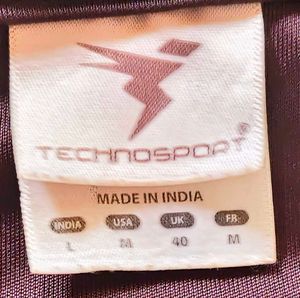 TECHNOSPORT®
MADE IN INDIA
INDIA USA UK FR
L M 40 M